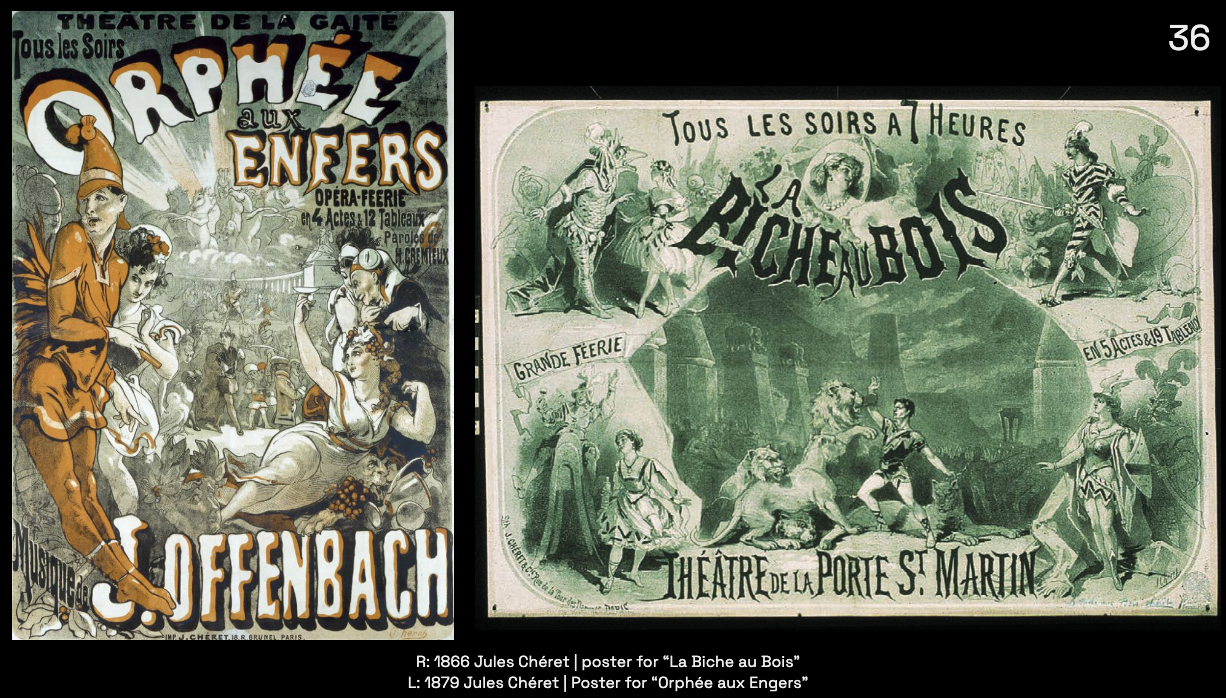 THÉÂTRE DE LA GAITÉ
Tous les Soirs
ORPHÉE
aux
ENFERS
OPÉRA-FÉERIE
en 4 Actes & 12 Tableaux
Paroles de
H. CRÉMIEUX
Musique de
J. OFFENBACH
IMP. J. CHÉRET, 18, R. BRUNEL, PARIS.
36
TOUS LES SOIRS A 7 HEURES
LA
BICHE AU BOIS
GRANDE FÉERIE
EN 5 ACTES & 19 TABLEAUX
THÉÂTRE DE LA PORTE ST MARTIN
R: 1866 Jules Chéret | poster for “La Biche au Bois”
L: 1879 Jules Chéret | Poster for “Orphée aux Engers”